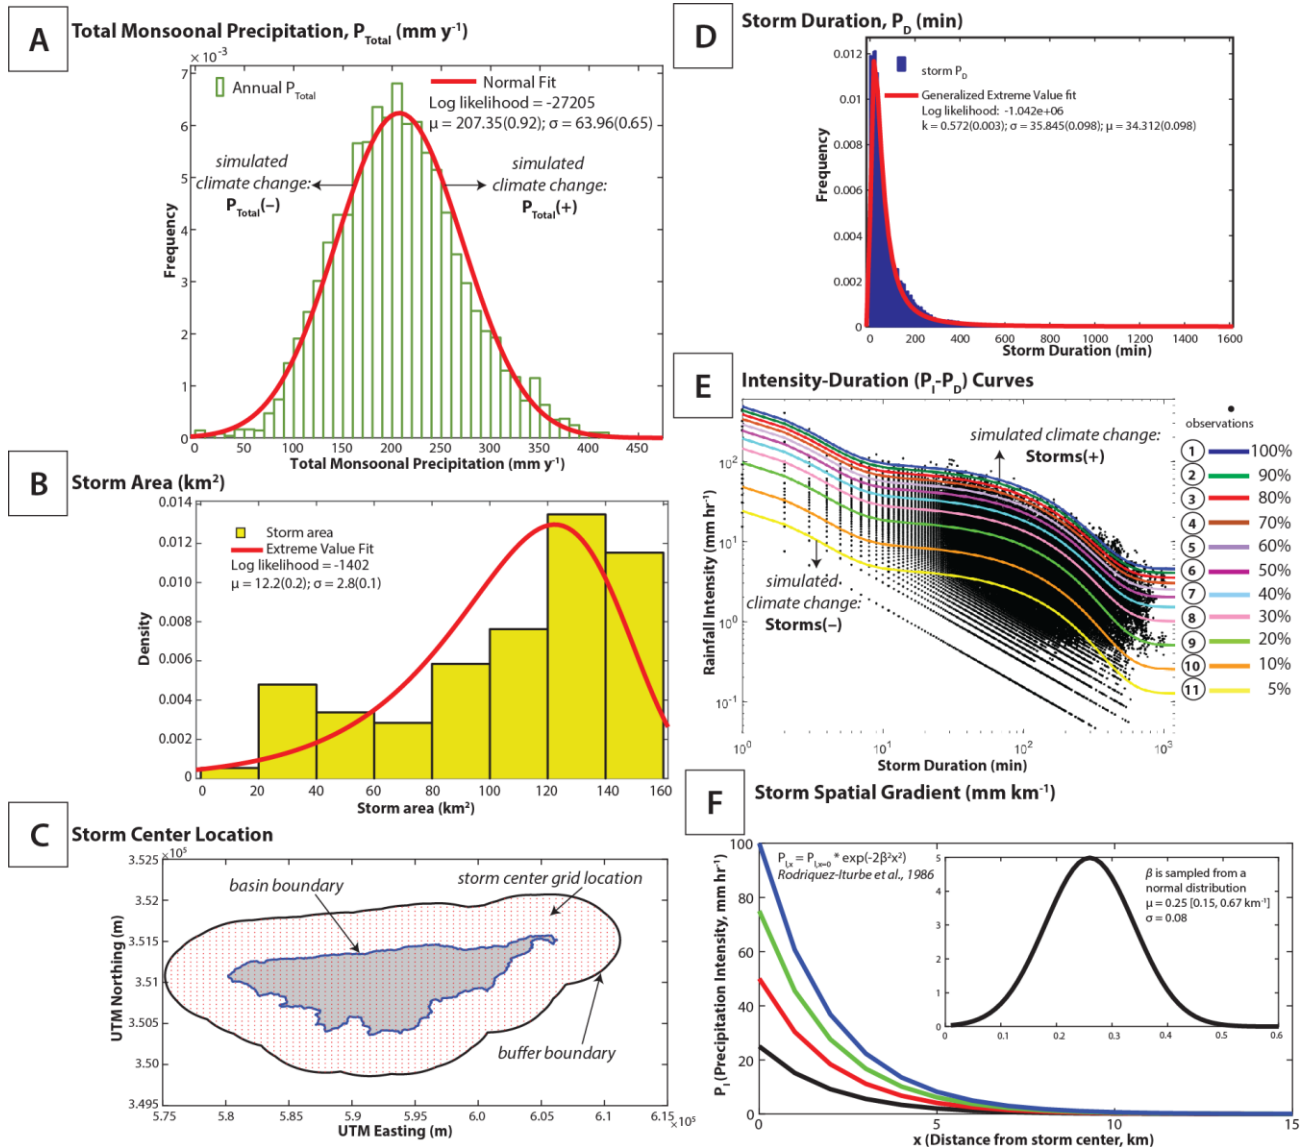 A
Total Monsoonal Precipitation, P_Total (mm y⁻¹)
× 10⁻³
Annual P_Total
Normal Fit
Log likelihood = -27205
μ = 207.35(0.92); σ = 63.96(0.65)
simulated
climate change:
P_Total(–)
simulated
climate change:
P_Total(+)
Frequency
7
6
5
4
3
2
1
0
0 50 100 150 200 250 300 350 400 450
Total Monsoonal Precipitation (mm y⁻¹)
B
Storm Area (km²)
Storm area
Extreme Value Fit
Log likelihood = -1402
μ = 12.2(0.2); σ = 2.8(0.1)
Density
0.014
0.012
0.010
0.008
0.006
0.004
0.002
0
0 20 40 60 80 100 120 140 160
Storm area (km²)
C
Storm Center Location
3.525 × 10⁵
3.52
3.515
3.51
3.505
3.50
3.495
UTM Northing (m)
basin boundary
storm center grid location
buffer boundary
5.75 5.8 5.85 5.9 5.95 6.0 6.05 6.1 6.15 × 10⁵
UTM Easting (m)
D
Storm Duration, P_D (min)
storm P_D
Generalized Extreme Value fit
Log likelihood: -1.042e+06
k = 0.572(0.003); σ = 35.845(0.098); μ = 34.312(0.098)
Frequency
0.012
0.01
0.008
0.006
0.004
0.002
0
0 200 400 600 800 1000 1200 1400 1600
Storm Duration (min)
E
Intensity-Duration (P_I-P_D) Curves
simulated climate change:
Storms(+)
simulated
climate change:
Storms(–)
Rainfall Intensity (mm hr⁻¹)
10²
10¹
10⁰
10⁻¹
10⁰ 10¹ 10² 10³
Storm Duration (min)
observations
1 100%
2 90%
3 80%
4 70%
5 60%
6 50%
7 40%
8 30%
9 20%
10 10%
11 5%
F
Storm Spatial Gradient (mm km⁻¹)
P_I,x = P_I,x=0 * exp(-2β²x²)
Rodriquez-Iturbe et al., 1986
β is sampled from a
normal distribution
μ = 0.25 [0.15, 0.67 km⁻¹]
σ = 0.08
5
4
3
2
1
0
0 0.1 0.2 0.3 0.4 0.5 0.6
P_I (Precipitation Intensity, mm hr⁻¹)
100
80
60
40
20
0
0 5 10 15
x (Distance from storm center, km)